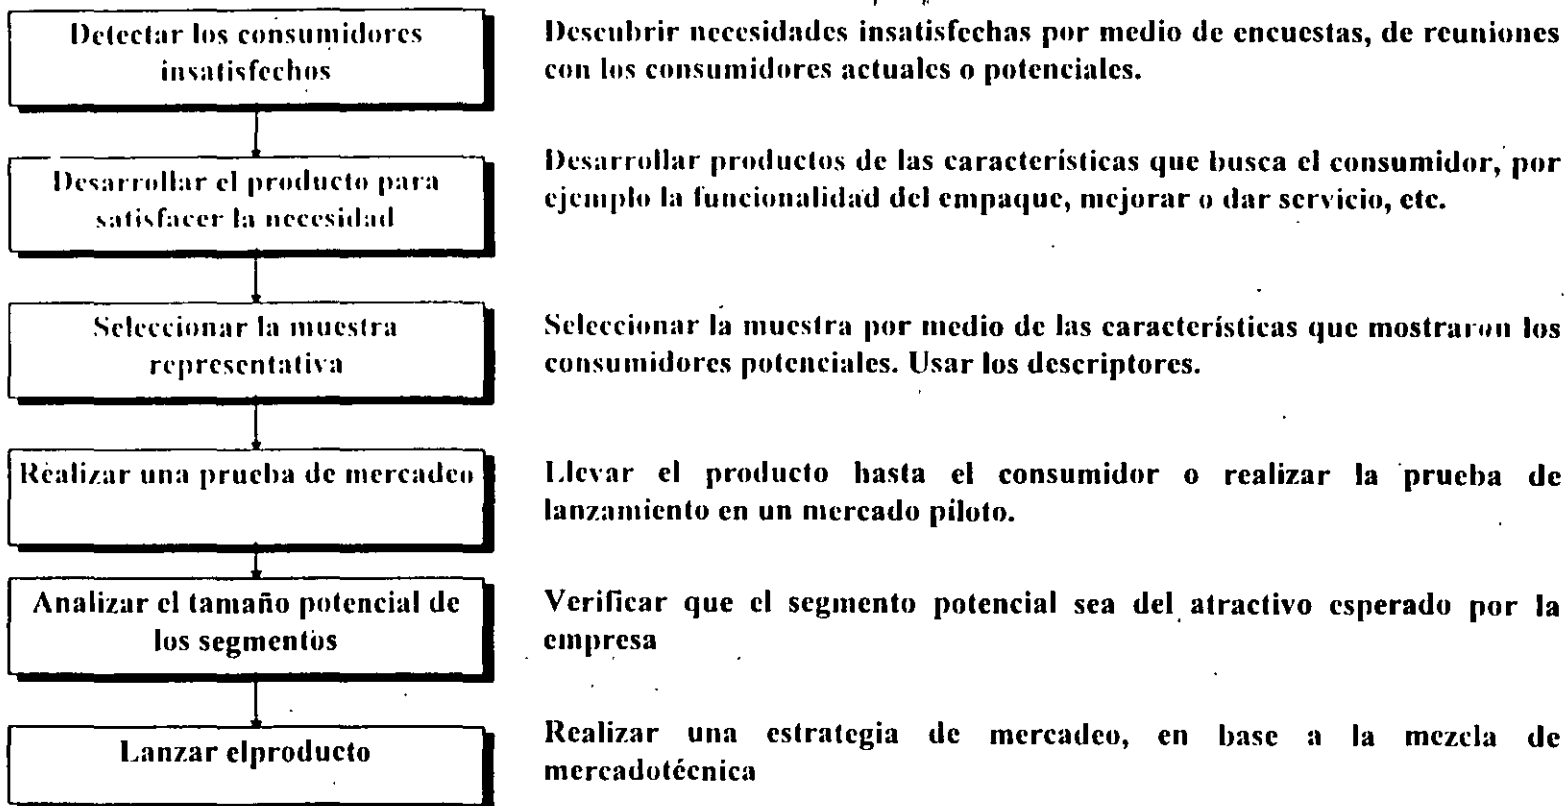 Detectar los consumidores
insatisfechos
Descubrir necesidades insatisfechas por medio de encuestas, de reuniones
con los consumidores actuales o potenciales.
Desarrollar el producto para
satisfacer la necesidad
Desarrollar productos de las características que busca el consumidor, por
ejemplo la funcionalidad del empaque, mejorar o dar servicio, etc.
Seleccionar la muestra
representativa
Seleccionar la muestra por medio de las características que mostraron los
consumidores potenciales. Usar los descriptores.
Realizar una prueba de mercadeo
Llevar el producto hasta el consumidor o realizar la prueba de
lanzamiento en un mercado piloto.
Analizar el tamaño potencial de
los segmentos
Verificar que el segmento potencial sea del atractivo esperado por la
empresa
Lanzar elproducto
Realizar una estrategia de mercadeo, en base a la mezcla de
mercadotécnica